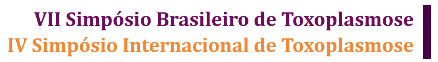 VII Simpósio Brasileiro de Toxoplasmose
IV Simpósio Internacional de Toxoplasmose